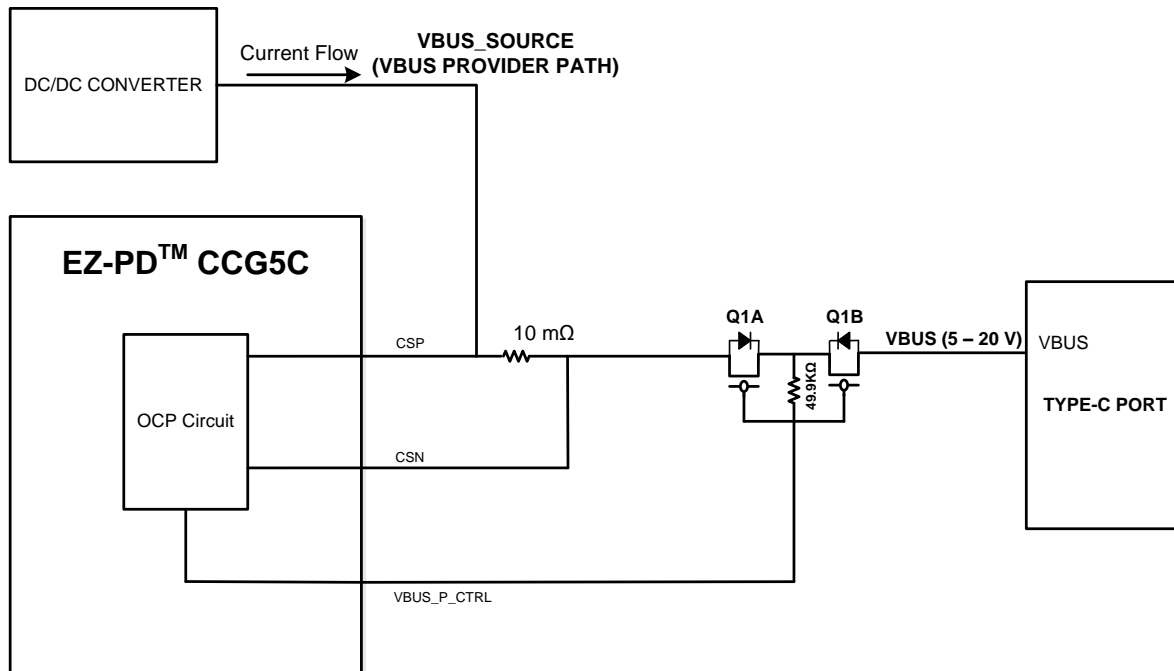 DC/DC CONVERTER
Current Flow
VBUS_SOURCE
(VBUS PROVIDER PATH)
EZ-PD™ CCG5C
OCP Circuit
CSP
10 mΩ
CSN
VBUS_P_CTRL
Q1A
Q1B
49.9KΩ
VBUS (5 – 20 V)
VBUS
TYPE-C PORT